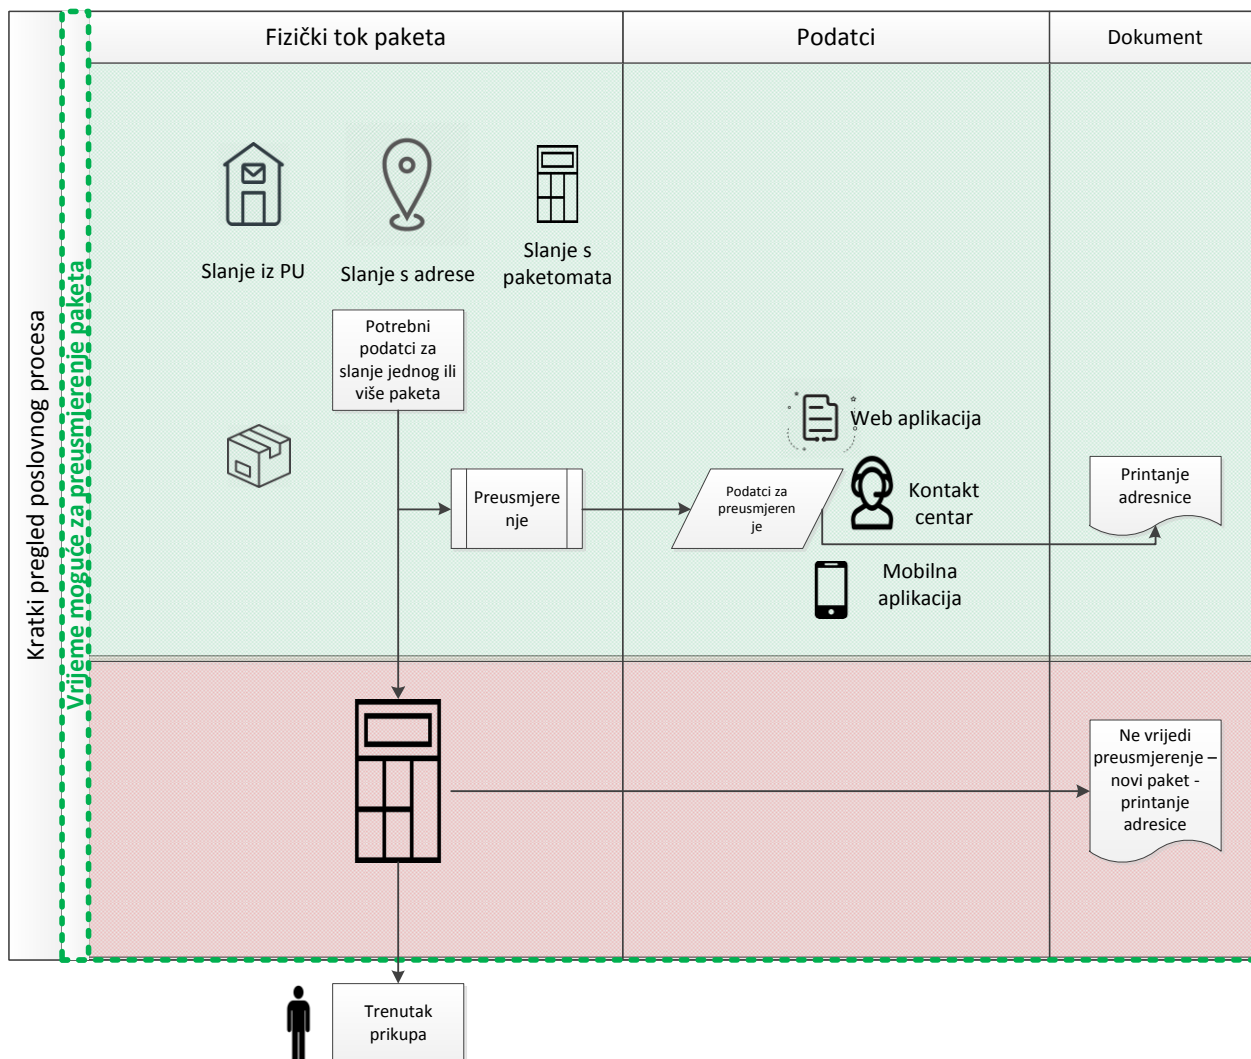 Fizički tok paketa
Podatci
Dokument
Kratki pregled poslovnog procesa
Vrijeme moguće za preusmjerenje paketa
Slanje iz PU
Slanje s adrese
Slanje s
paketomata
Potrebni
podatci za
slanje jednog ili
više paketa
Web aplikacija
Preusmjere
nje
Podatci za
preusmjeren
je
Kontakt
centar
Printanje
adresnice
Mobilna
aplikacija
Ne vrijedi
preusmjerenje –
novi paket -
printanje
adresice
Trenutak
prikupa